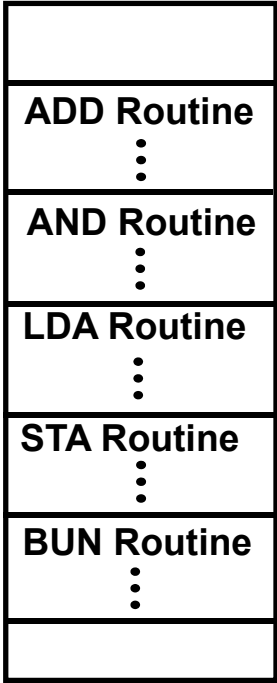 ADD Routine
AND Routine
LDA Routine
STA Routine
BUN Routine